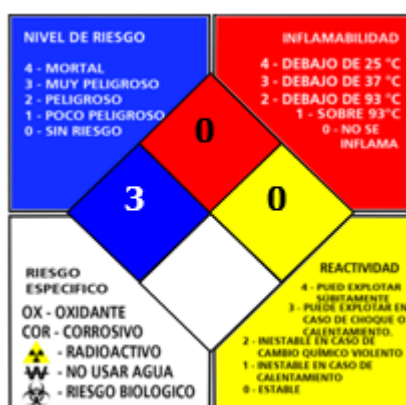 NIVEL DE RIESGO
4 - MORTAL
3 - MUY PELIGROSO
2 - PELIGROSO
1 - POCO PELIGROSO
0 - SIN RIESGO
INFLAMABILIDAD
4 - DEBAJO DE 25 °C
3 - DEBAJO DE 37 °C
2 - DEBAJO DE 93 °C
1 - SOBRE 93°C
0 - NO SE
INFLAMA
0
3
0
RIESGO
ESPECIFICO
OX - OXIDANTE
COR - CORROSIVO
- RADIOACTIVO
W - NO USAR AGUA
- RIESGO BIOLOGICO
REACTIVIDAD
4 - PUED EXPLOTAR
SÚBITAMENTE
3 - PUEDE EXPLOTAR EN
CASO DE CHOQUE O
CALENTAMIENTO.
2 - INESTABLE EN CASO DE
CAMBIO QUÍMICO VIOLENTO
1 - INESTABLE EN CASO DE
CALENTAMIENTO
0 - ESTABLE